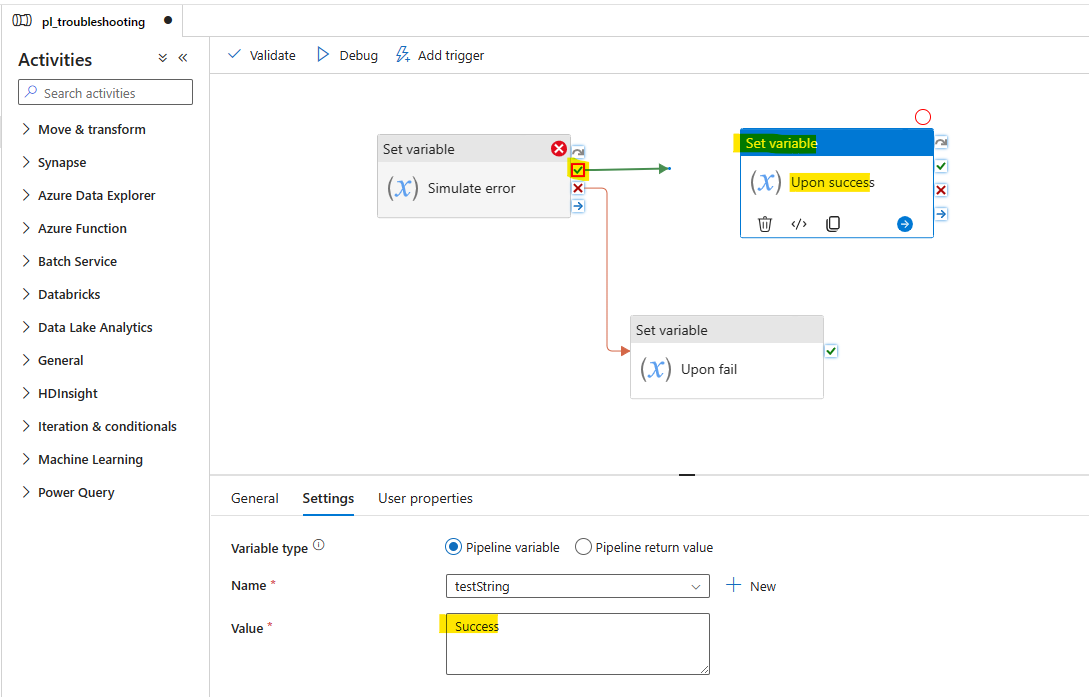 pl_troubleshooting
Activities
Search activities
Move & transform
Synapse
Azure Data Explorer
Azure Function
Batch Service
Databricks
Data Lake Analytics
General
HDInsight
Iteration & conditionals
Machine Learning
Power Query
Validate
Debug
Add trigger
Set variable
(x) Simulate error
Set variable
(x) Upon success
Set variable
(x) Upon fail
General
Settings
User properties
Variable type
Pipeline variable
Pipeline return value
Name *
testString
New
Value *
Success